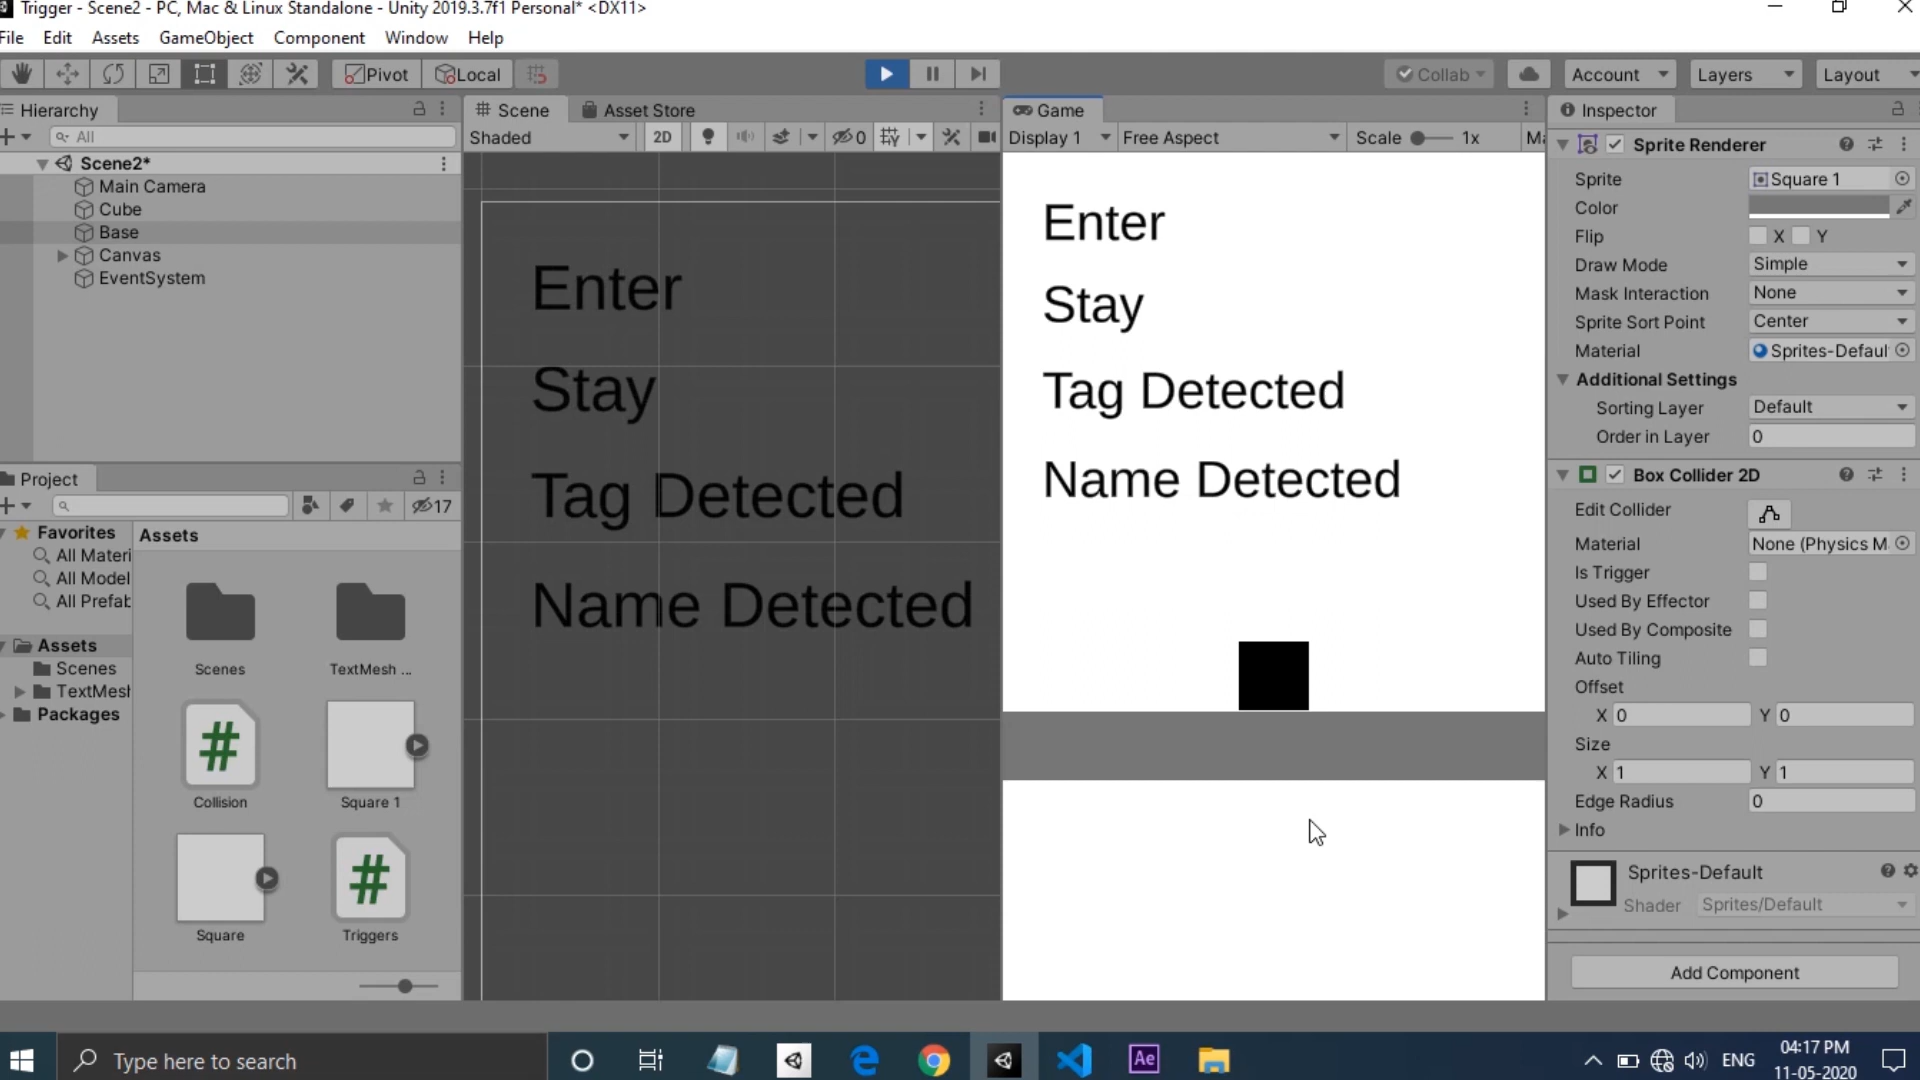 Trigger - Scene2 - PC, Mac & Linux Standalone - Unity 2019.3.7f1 Personal* <DX11>
File Edit Assets GameObject Component Window Help
Pivot Local Collab Account Layers Layout
Hierarchy
All
Scene2*
Main Camera
Cube
Base
Canvas
EventSystem
Project
17
Favorites
All Materi
All Model
All Prefab
Assets
Scenes
TextMesh
Packages
Assets
Scenes
TextMesh ...
Collision
Square 1
Square
Triggers
Scene Asset Store
Shaded 2D 0
Enter
Stay
Tag Detected
Name Detected
Game
Display 1 Free Aspect Scale 1x Ma
Enter
Stay
Tag Detected
Name Detected
Inspector
Sprite Renderer
Sprite Square 1
Color
Flip X Y
Draw Mode Simple
Mask Interaction None
Sprite Sort Point Center
Material Sprites-Defaul
Additional Settings
Sorting Layer Default
Order in Layer 0
Box Collider 2D
Edit Collider
Material None (Physics M
Is Trigger
Used By Effector
Used By Composite
Auto Tiling
Offset
X 0 Y 0
Size
X 1 Y 1
Edge Radius 0
Info
Sprites-Default
Shader Sprites/Default
Add Component
Type here to search
Ae
ENG
04:17 PM
11-05-2020